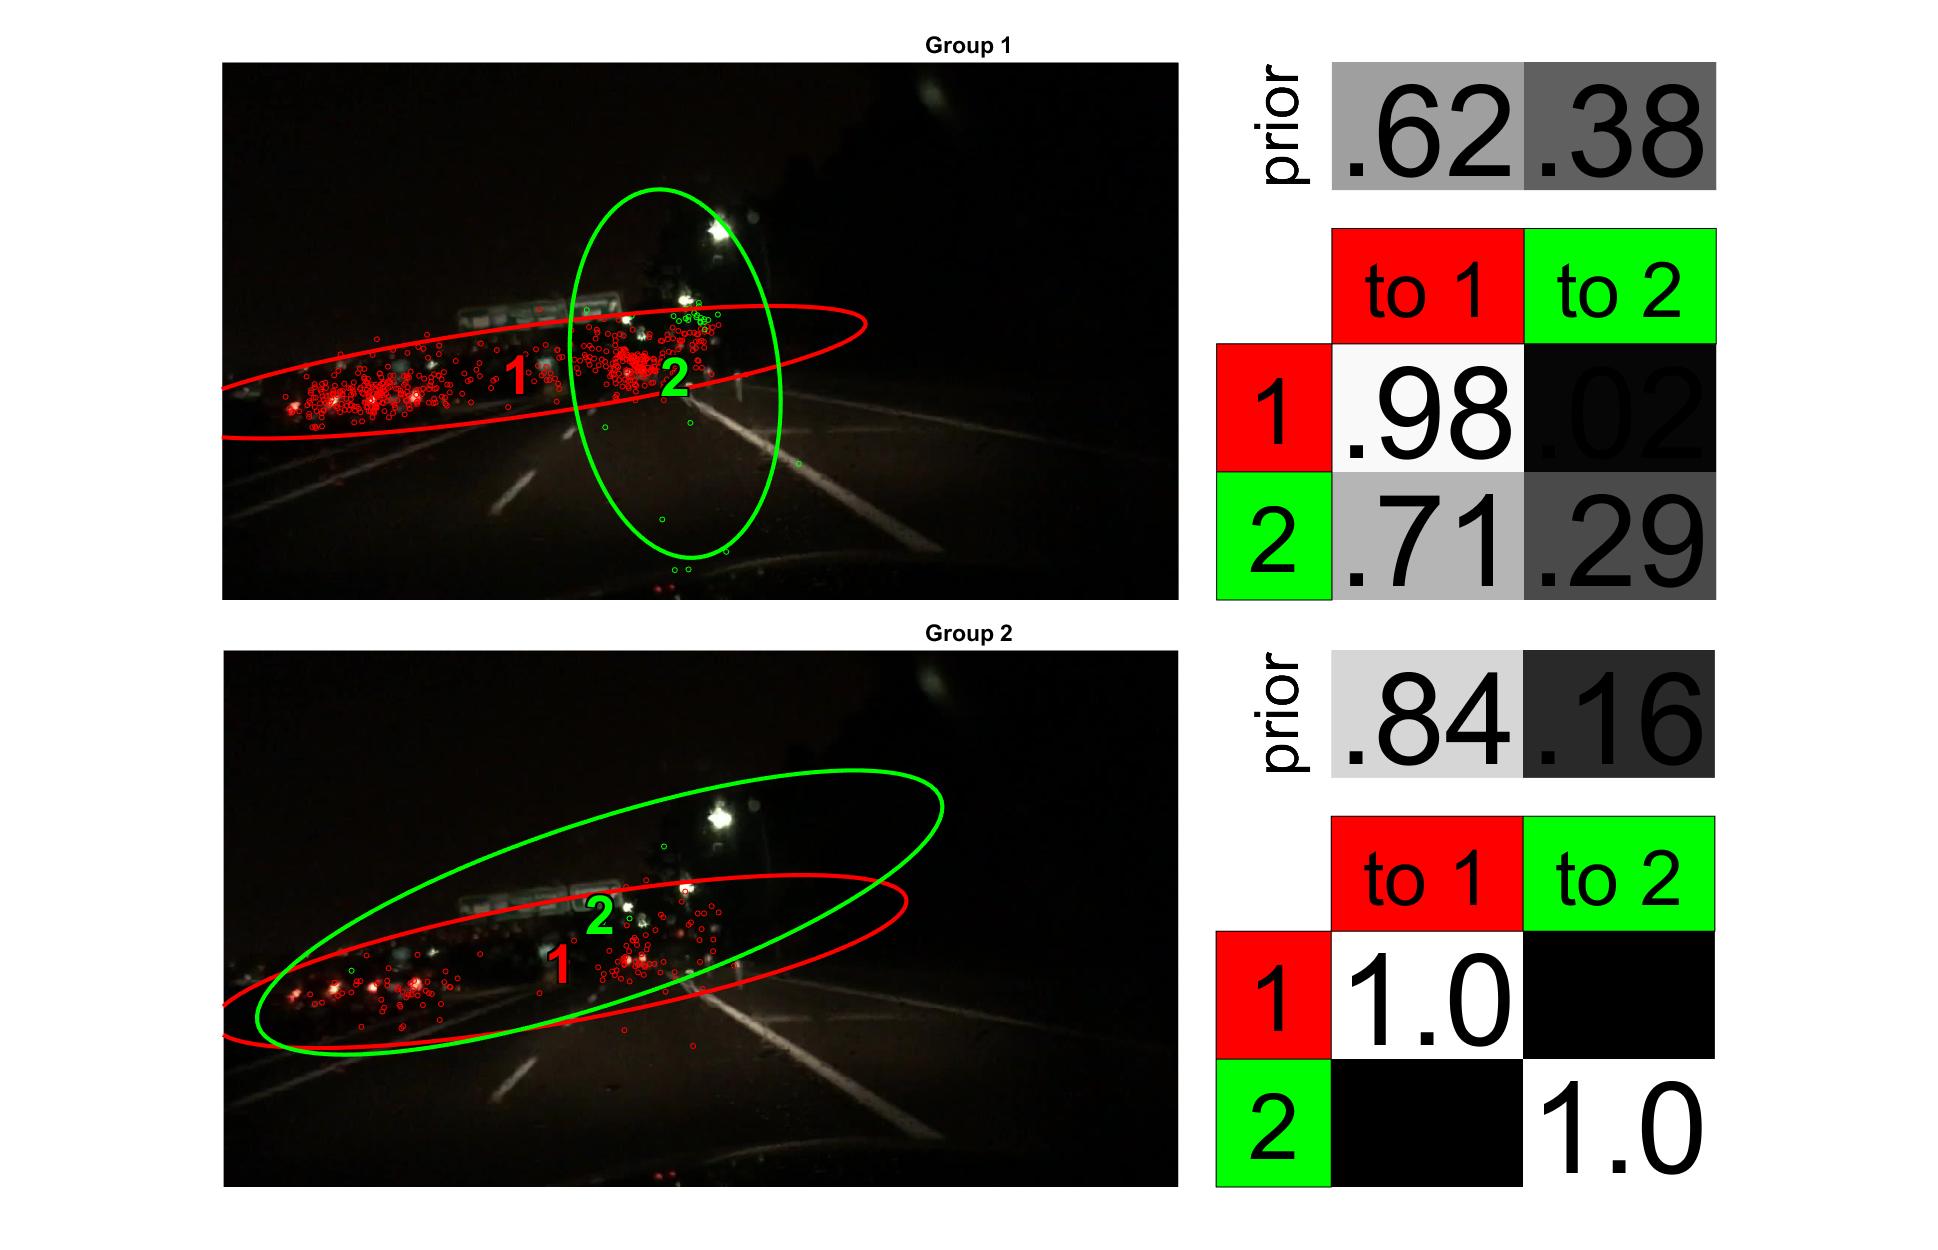 Group 1
1
2
prior
.62 .38
to 1 to 2
1 .98 .02
2 .71 .29
Group 2
2
1
prior
.84 .16
to 1 to 2
1 1.0
2 1.0